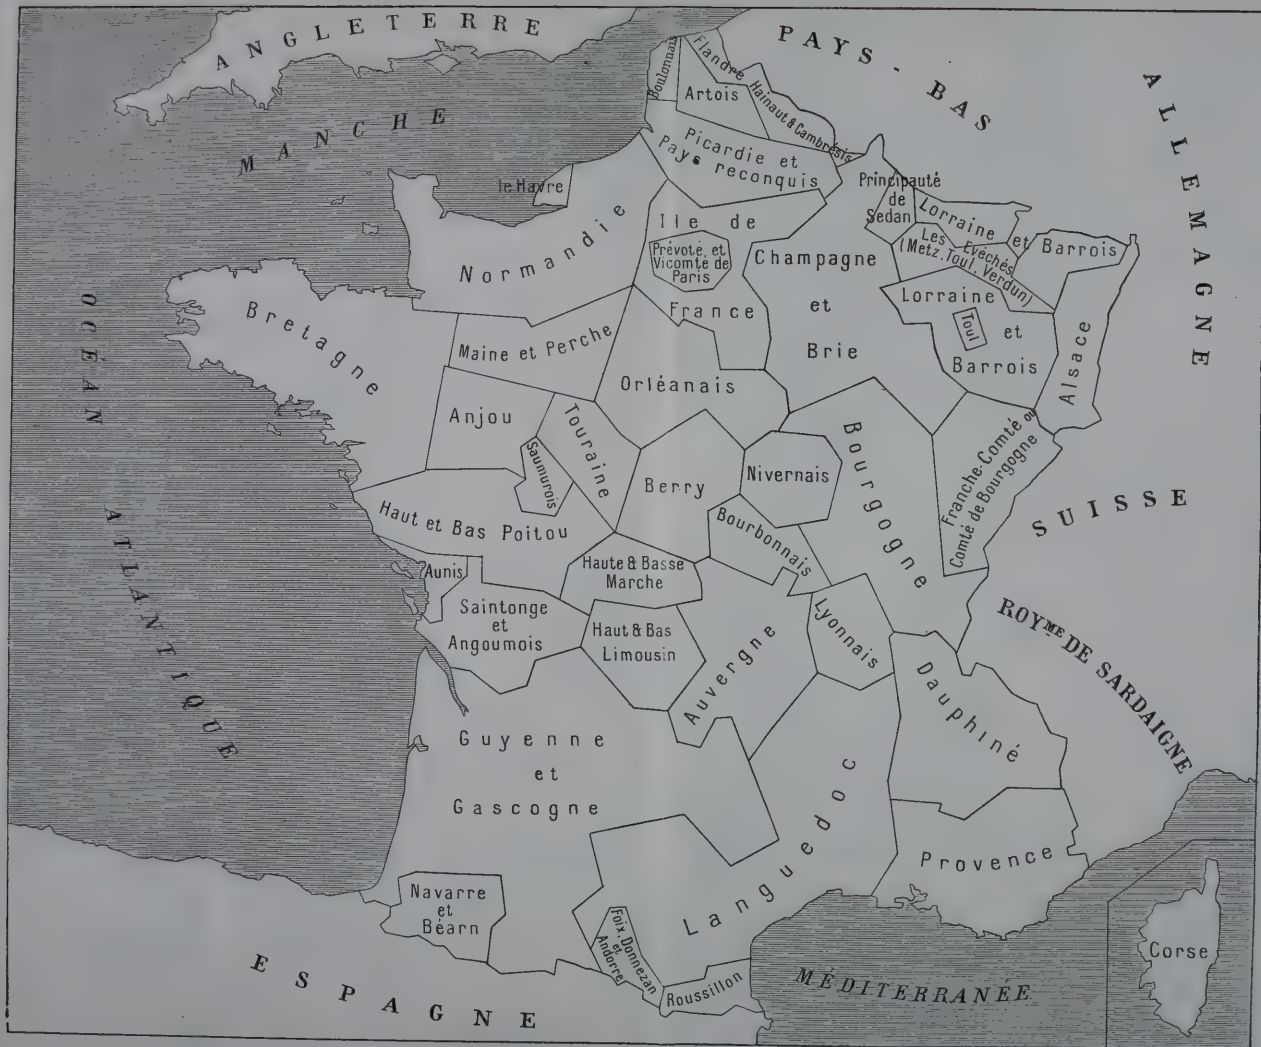 ANGLETERRE
PAYS-BAS
ALLEMAGNE
MANCHE
OCÉAN ATLANTIQUE
SUISSE
ROYME DE SARDAIGNE
MÉDITERRANÉE
ESPAGNE
Boulonnais
Flandre
Hainaut & Cambrésis
Artois
Picardie et
Pays reconquis
le Havre
Normandie
Ile de
France
Prévoté, et
Vicomté de
Paris
Champagne
et
Brie
Principauté
de
Sedan
Lorraine et Barrois
Les Evéchés
(Metz, Toul, Verdun)
Lorraine
et
Barrois
Toul
Alsace
Bretagne
Maine et Perche
Orléanais
Anjou
Touraine
Saumurois
Berry
Nivernais
Bourgogne
Franche-Comté ou
Comté de Bourgogne
Haut et Bas Poitou
Bourbonnais
Aunis
Haute & Basse
Marche
Saintonge
et
Angoumois
Haut & Bas
Limousin
Auvergne
Lyonnais
Dauphiné
Guyenne
et
Gascogne
Languedoc
Provence
Navarre
et
Béarn
Foix, Donnezan
et
Andorre
Roussillon
Corse